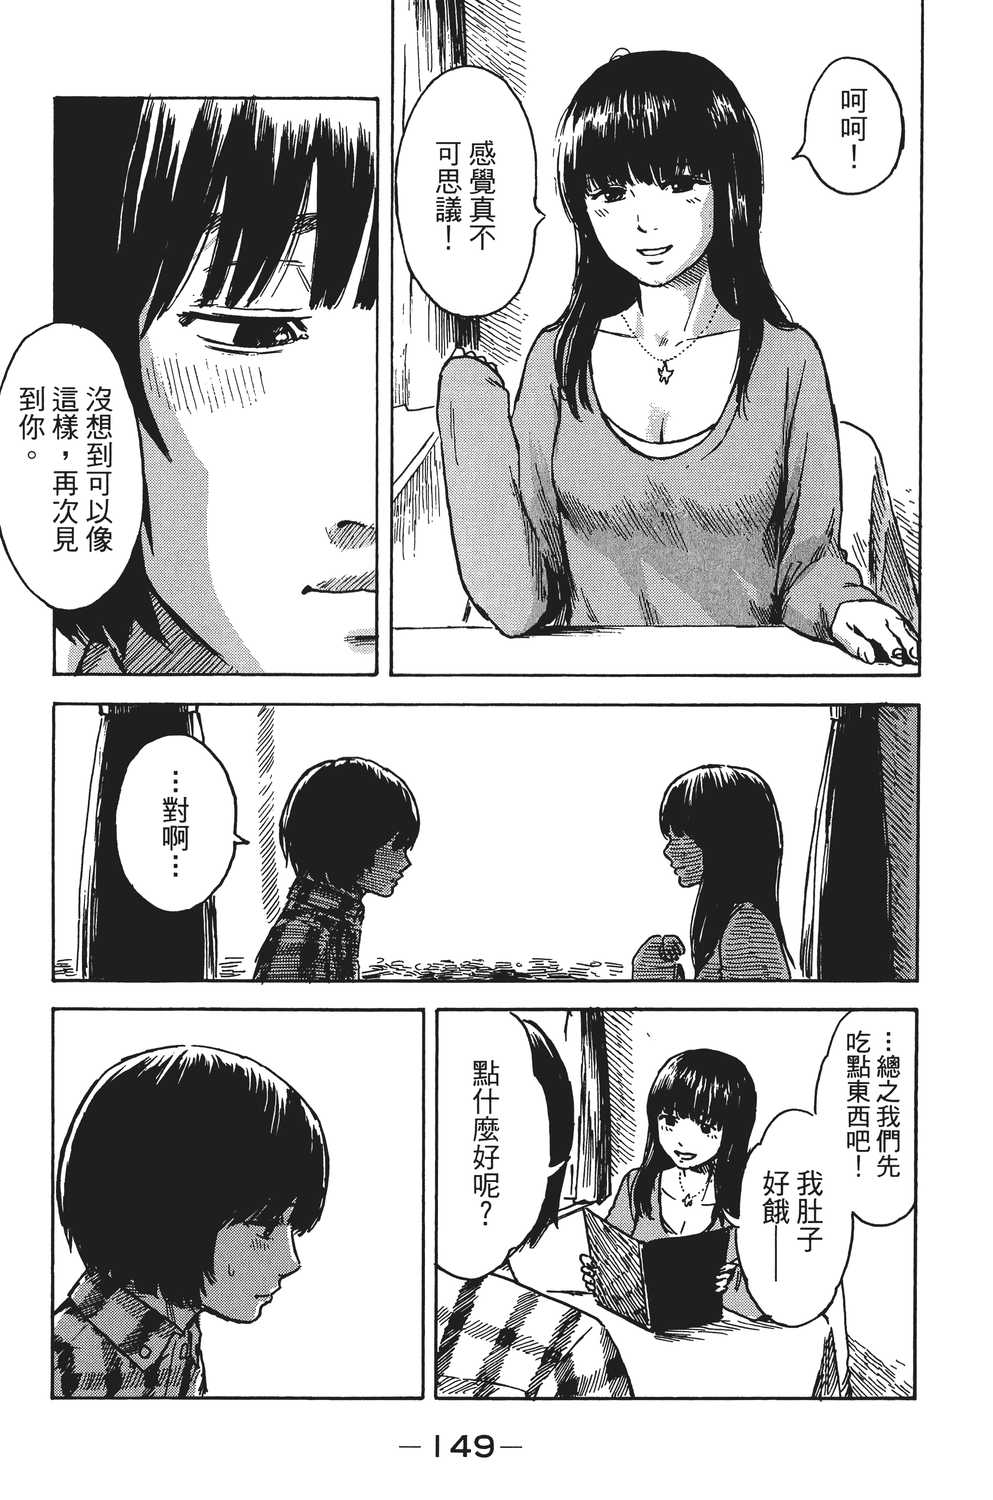 呵呵！
感覺真不
可思議！
沒想到可以像
這樣，再次見
到你。
…對啊…
…總之我們先
吃點東西吧！
我肚子
好餓──
點什麼好呢？
—149—